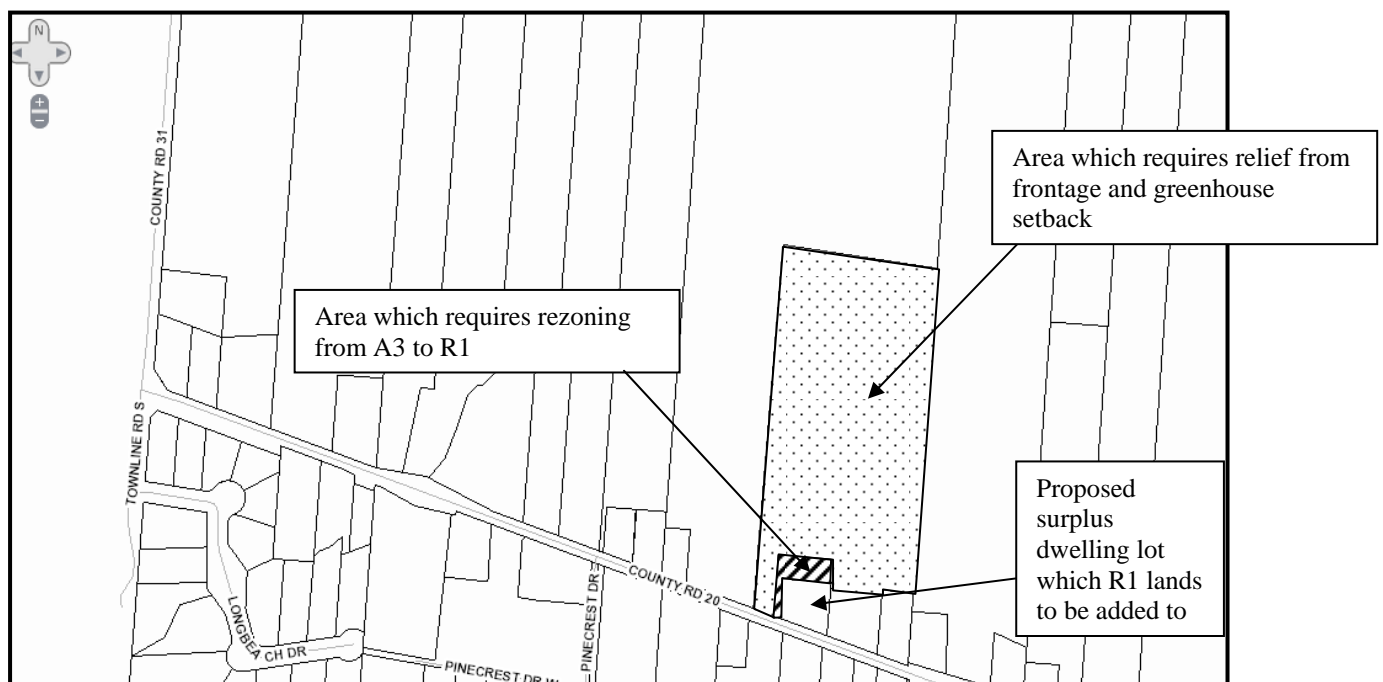 N
COUNTY RD 31
Area which requires relief from
frontage and greenhouse
setback
Area which requires rezoning
from A3 to R1
TOWNLINE RD S
Proposed
surplus
dwelling lot
which R1 lands
to be added to
COUNTY RD 20
LONGBEA CH DR
PINECREST DR
PINECREST DR W